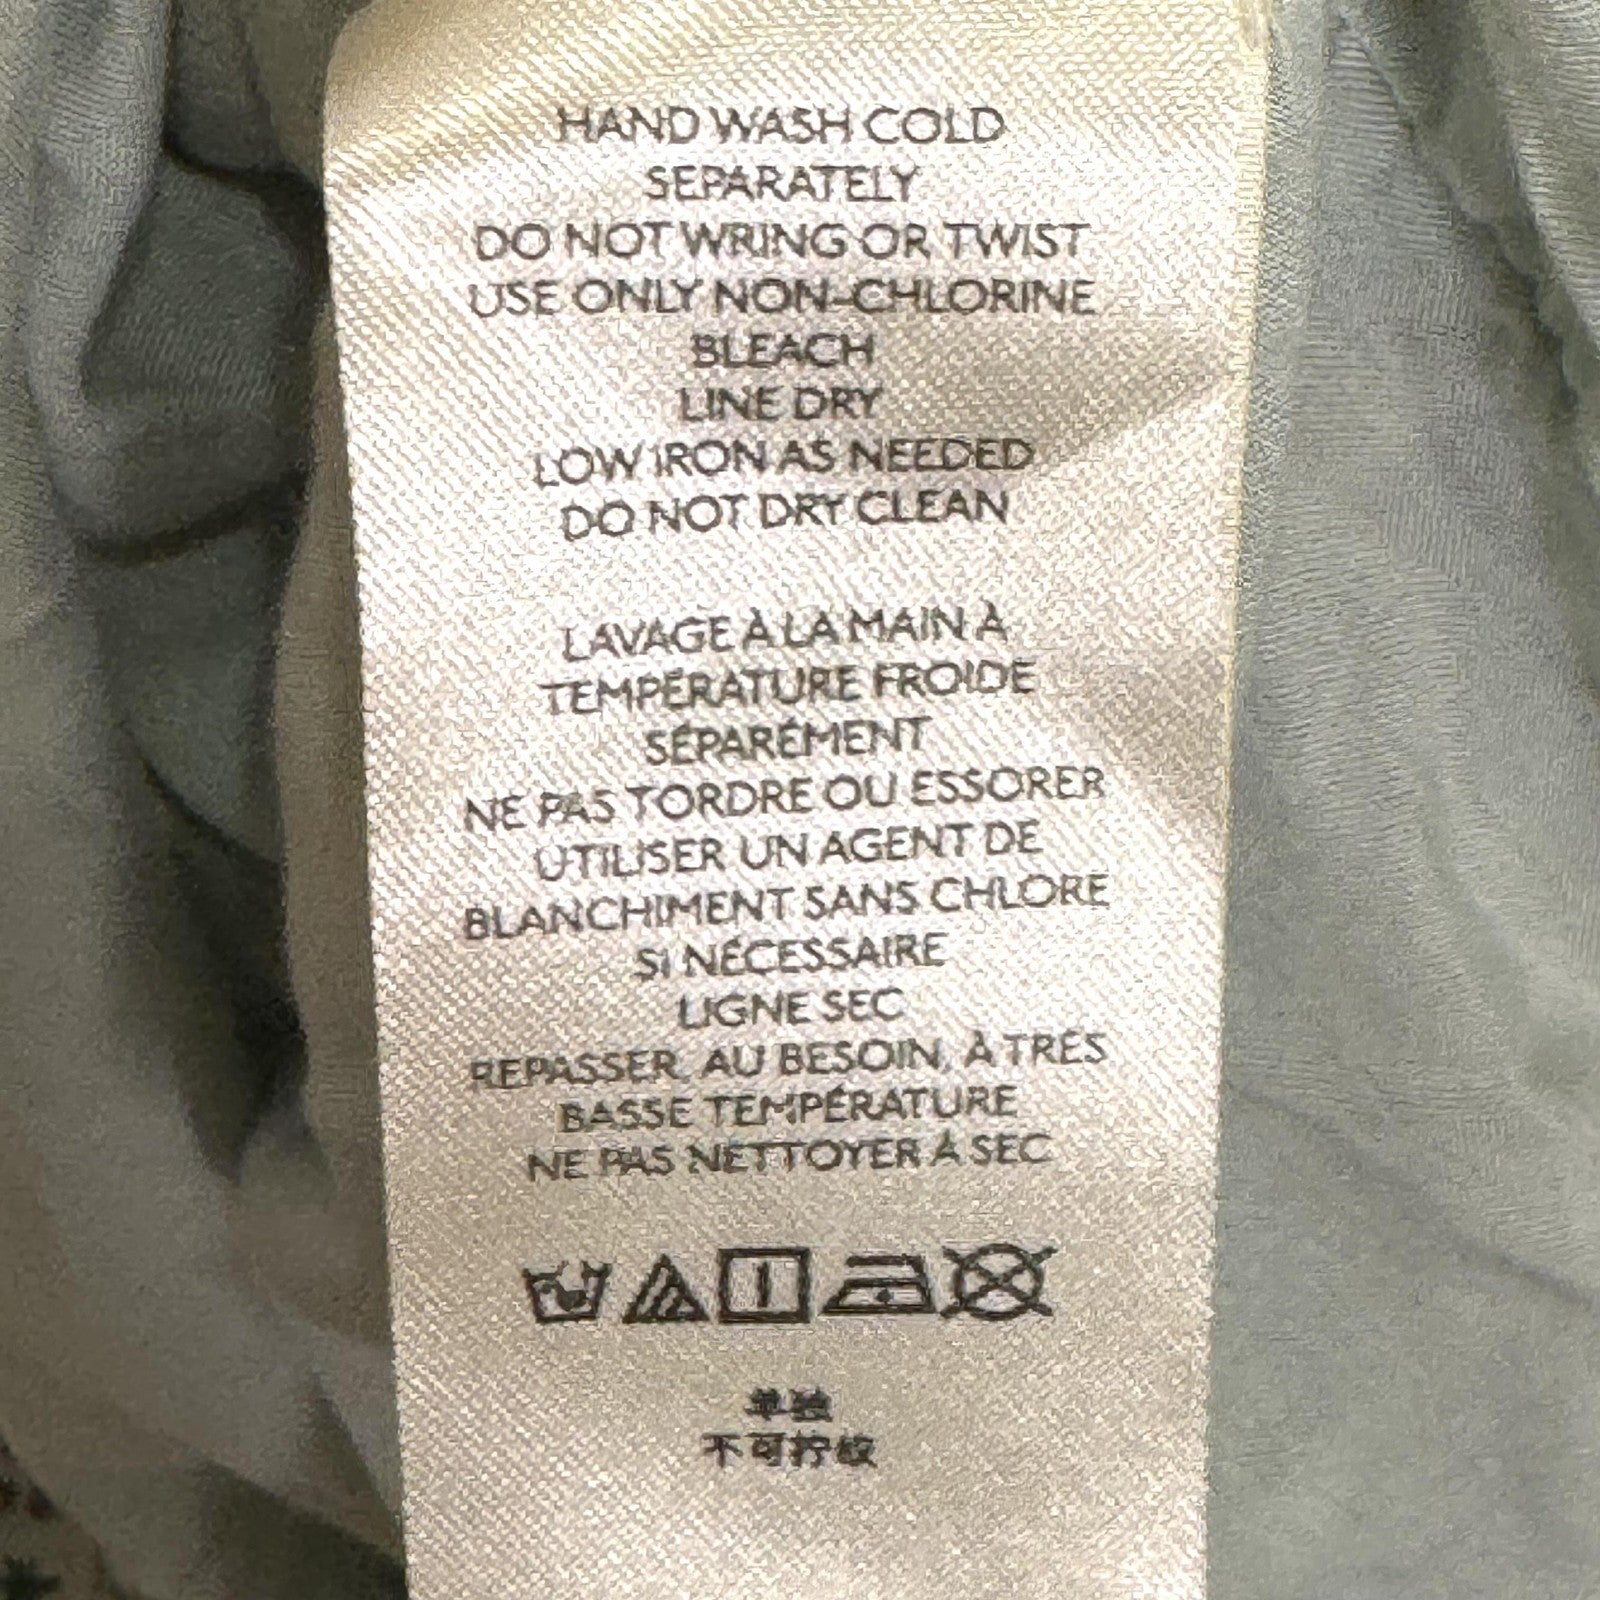 HAND WASH COLD
SEPARATELY
DO NOT WRING OR TWIST
USE ONLY NON-CHLORINE
BLEACH
LINE DRY
LOW IRON AS NEEDED
DO NOT DRY CLEAN
LAVAGE À LA MAIN À
TEMPÉRATURE FROIDE
SÉPARÉMENT
NE PAS TORDRE OU ESSORER
UTILISER UN AGENT DE
BLANCHIMENT SANS CHLORE
SI NÉCESSAIRE
LIGNE SEC
REPASSER, AU BESOIN, À TRÈS
BASSE TEMPÉRATURE
NE PAS NETTOYER À SEC
单独
不可拧绞